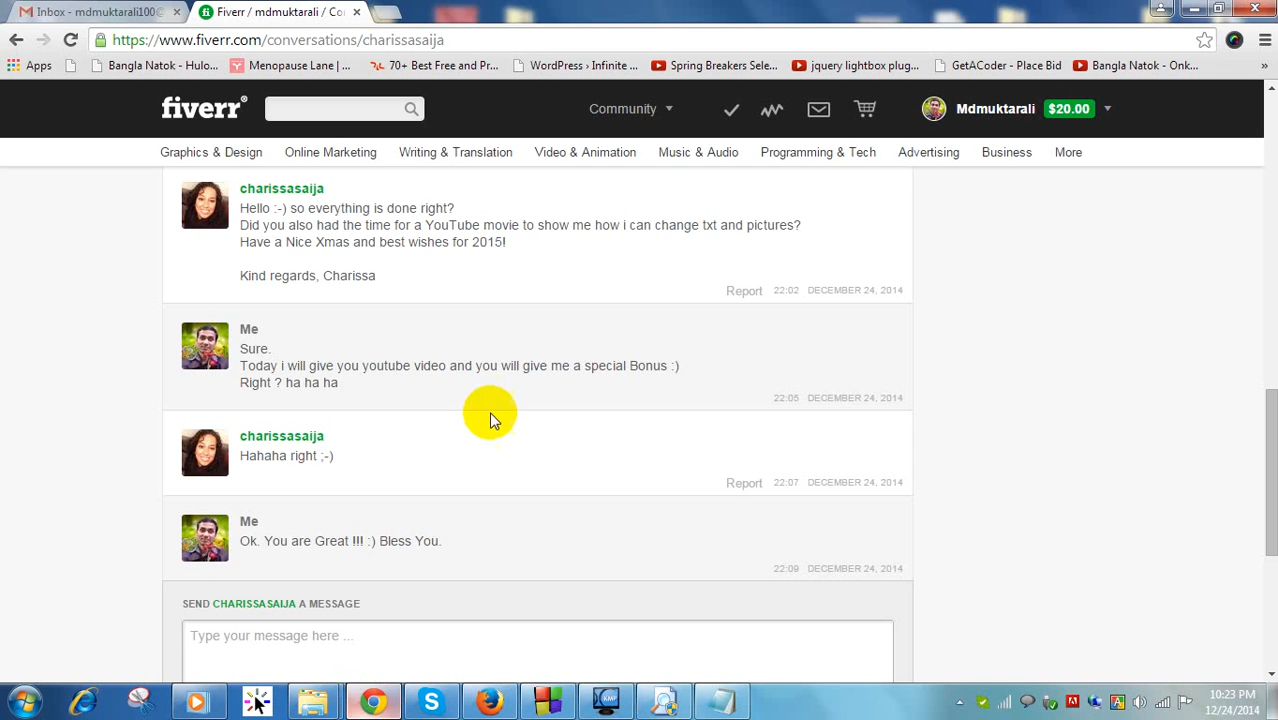 Inbox - mdmuktarali100@
Fiverr / mdmuktarali / Co
https://www.fiverr.com/conversations/charissasaija
Apps
Bangla Natok - Hulo...
Menopause Lane | ...
70+ Best Free and Pr...
WordPress › Infinite ...
Spring Breakers Sele...
jquery lightbox plug...
GetACoder - Place Bid
Bangla Natok - Onk...
»
fiverr®
Community
Mdmuktarali
$20.00
Graphics & Design
Online Marketing
Writing & Translation
Video & Animation
Music & Audio
Programming & Tech
Advertising
Business
More
charissasaija
Hello :-) so everything is done right?
Did you also had the time for a YouTube movie to show me how i can change txt and pictures?
Have a Nice Xmas and best wishes for 2015!
Kind regards, Charissa
Report 22:02 DECEMBER 24, 2014
Me
Sure.
Today i will give you youtube video and you will give me a special Bonus :)
Right ? ha ha ha
22:05 DECEMBER 24, 2014
charissasaija
Hahaha right ;-)
Report 22:07 DECEMBER 24, 2014
Me
Ok. You are Great !!! :) Bless You.
22:09 DECEMBER 24, 2014
SEND CHARISSASAIJA A MESSAGE
Type your message here ...
10:23 PM
12/24/2014